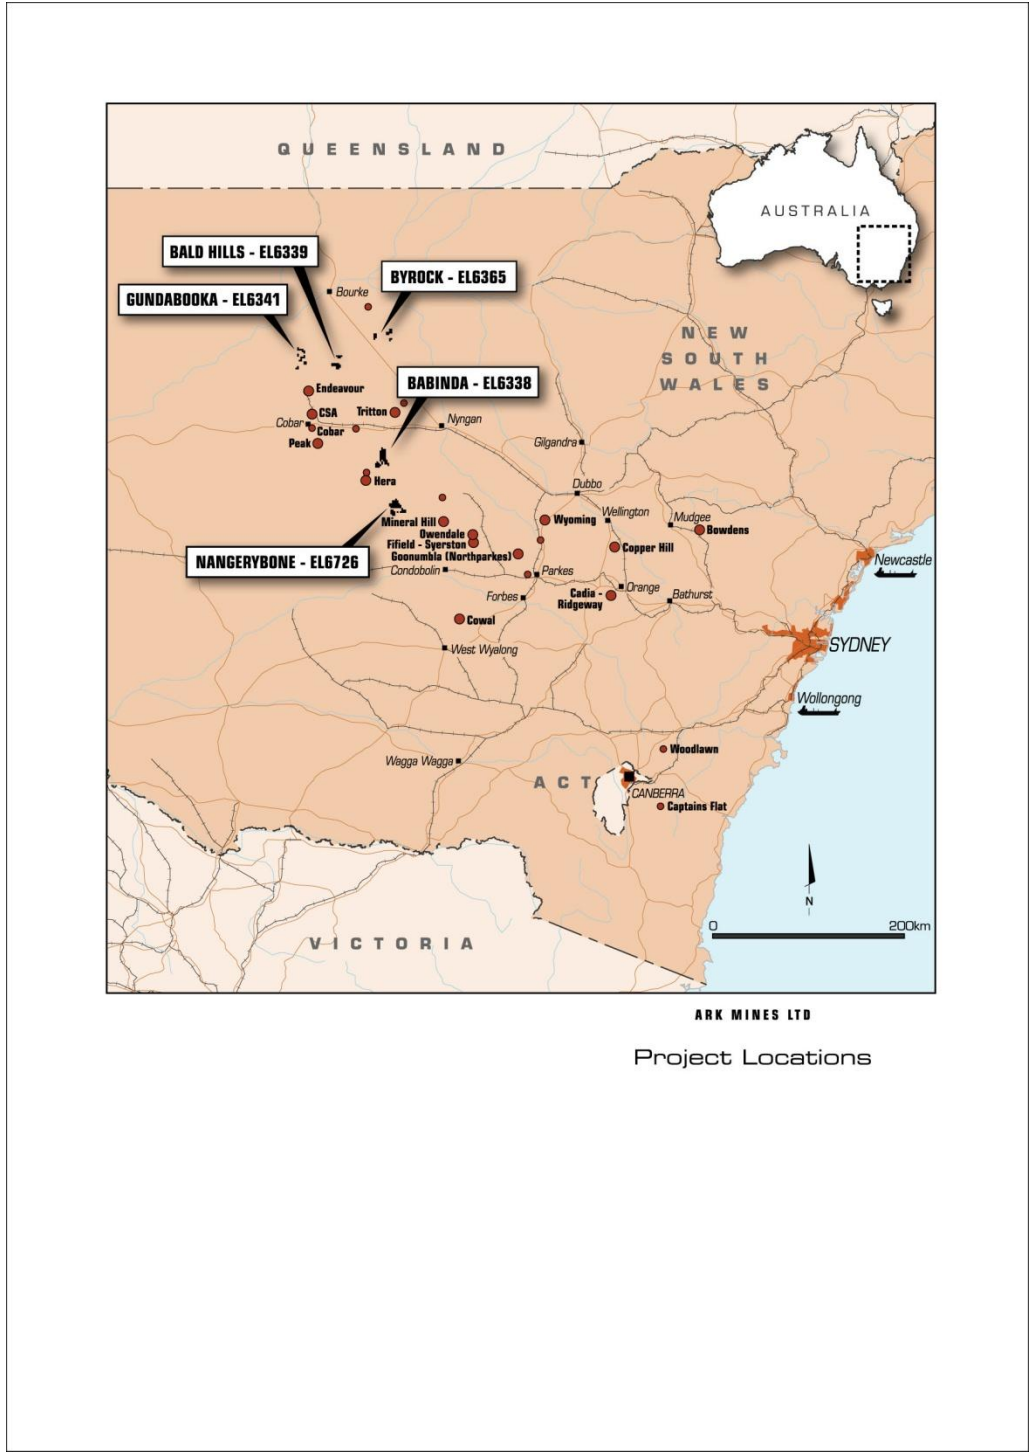 QUEENSLAND
AUSTRALIA
BALD HILLS - EL6339
BYROCK - EL6365
GUNDABOOKA - EL6341
Bourke
NEW
SOUTH
WALES
BABINDA - EL6338
Endeavour
CSA
Tritton
Cobar
Cobar
Nyngan
Peak
Gilgandra
Hera
Dubbo
Mineral Hill
Wyoming
Wellington
Mudgee
Bowdens
Owendale
Fifield - Syerston
Goonumbla (Northparkes)
Copper Hill
NANGERYBONE - EL6726
Newcastle
Condobolin
Parkes
Orange
Cadia -
Ridgeway
Forbes
Bathurst
Cowal
SYDNEY
West Wyalong
Wollongong
Woodlawn
Wagga Wagga
ACT
CANBERRA
Captains Flat
N
0 200km
VICTORIA
ARK MINES LTD
Project Locations